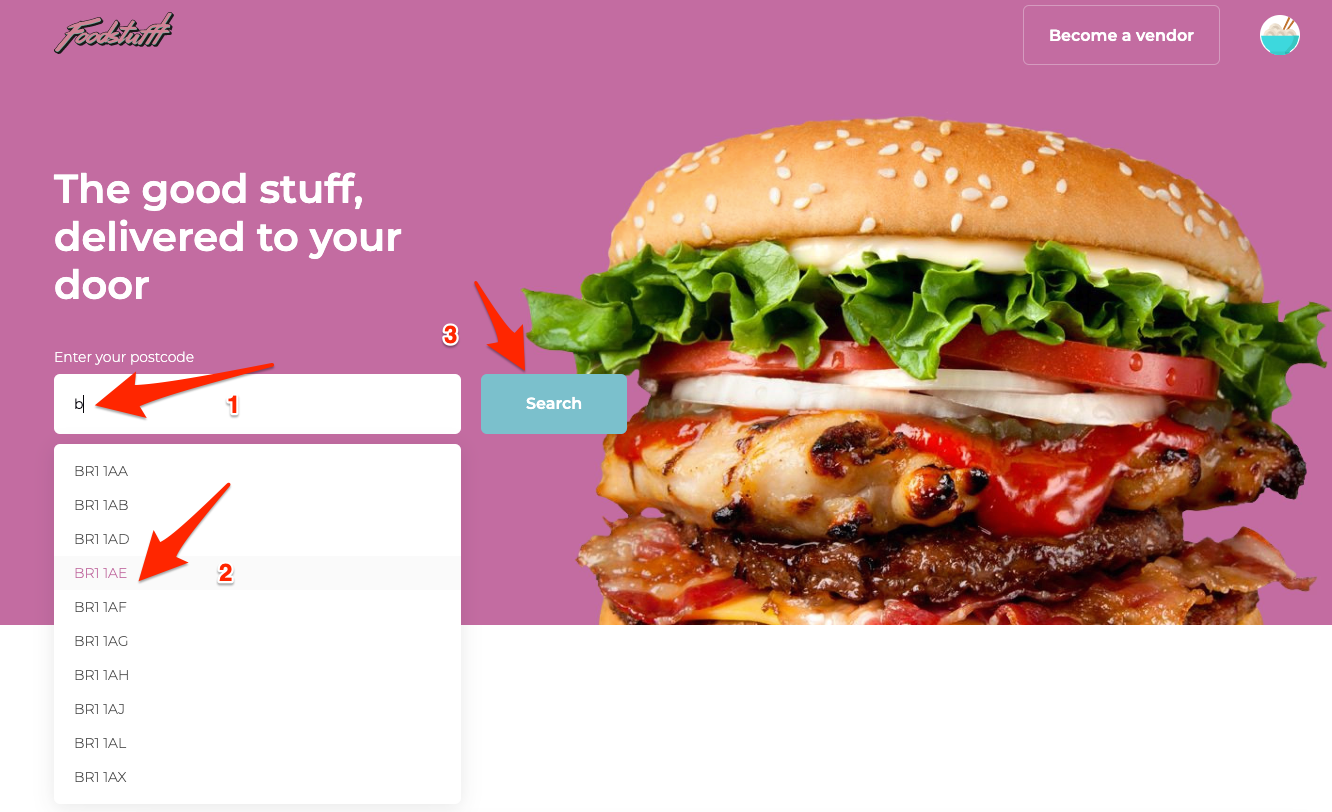 Foodstufff
Become a vendor
The good stuff,
delivered to your
door
3
Enter your postcode
b
1
Search
BR1 1AA
BR1 1AB
BR1 1AD
BR1 1AE
2
BR1 1AF
BR1 1AG
BR1 1AH
BR1 1AJ
BR1 1AL
BR1 1AX